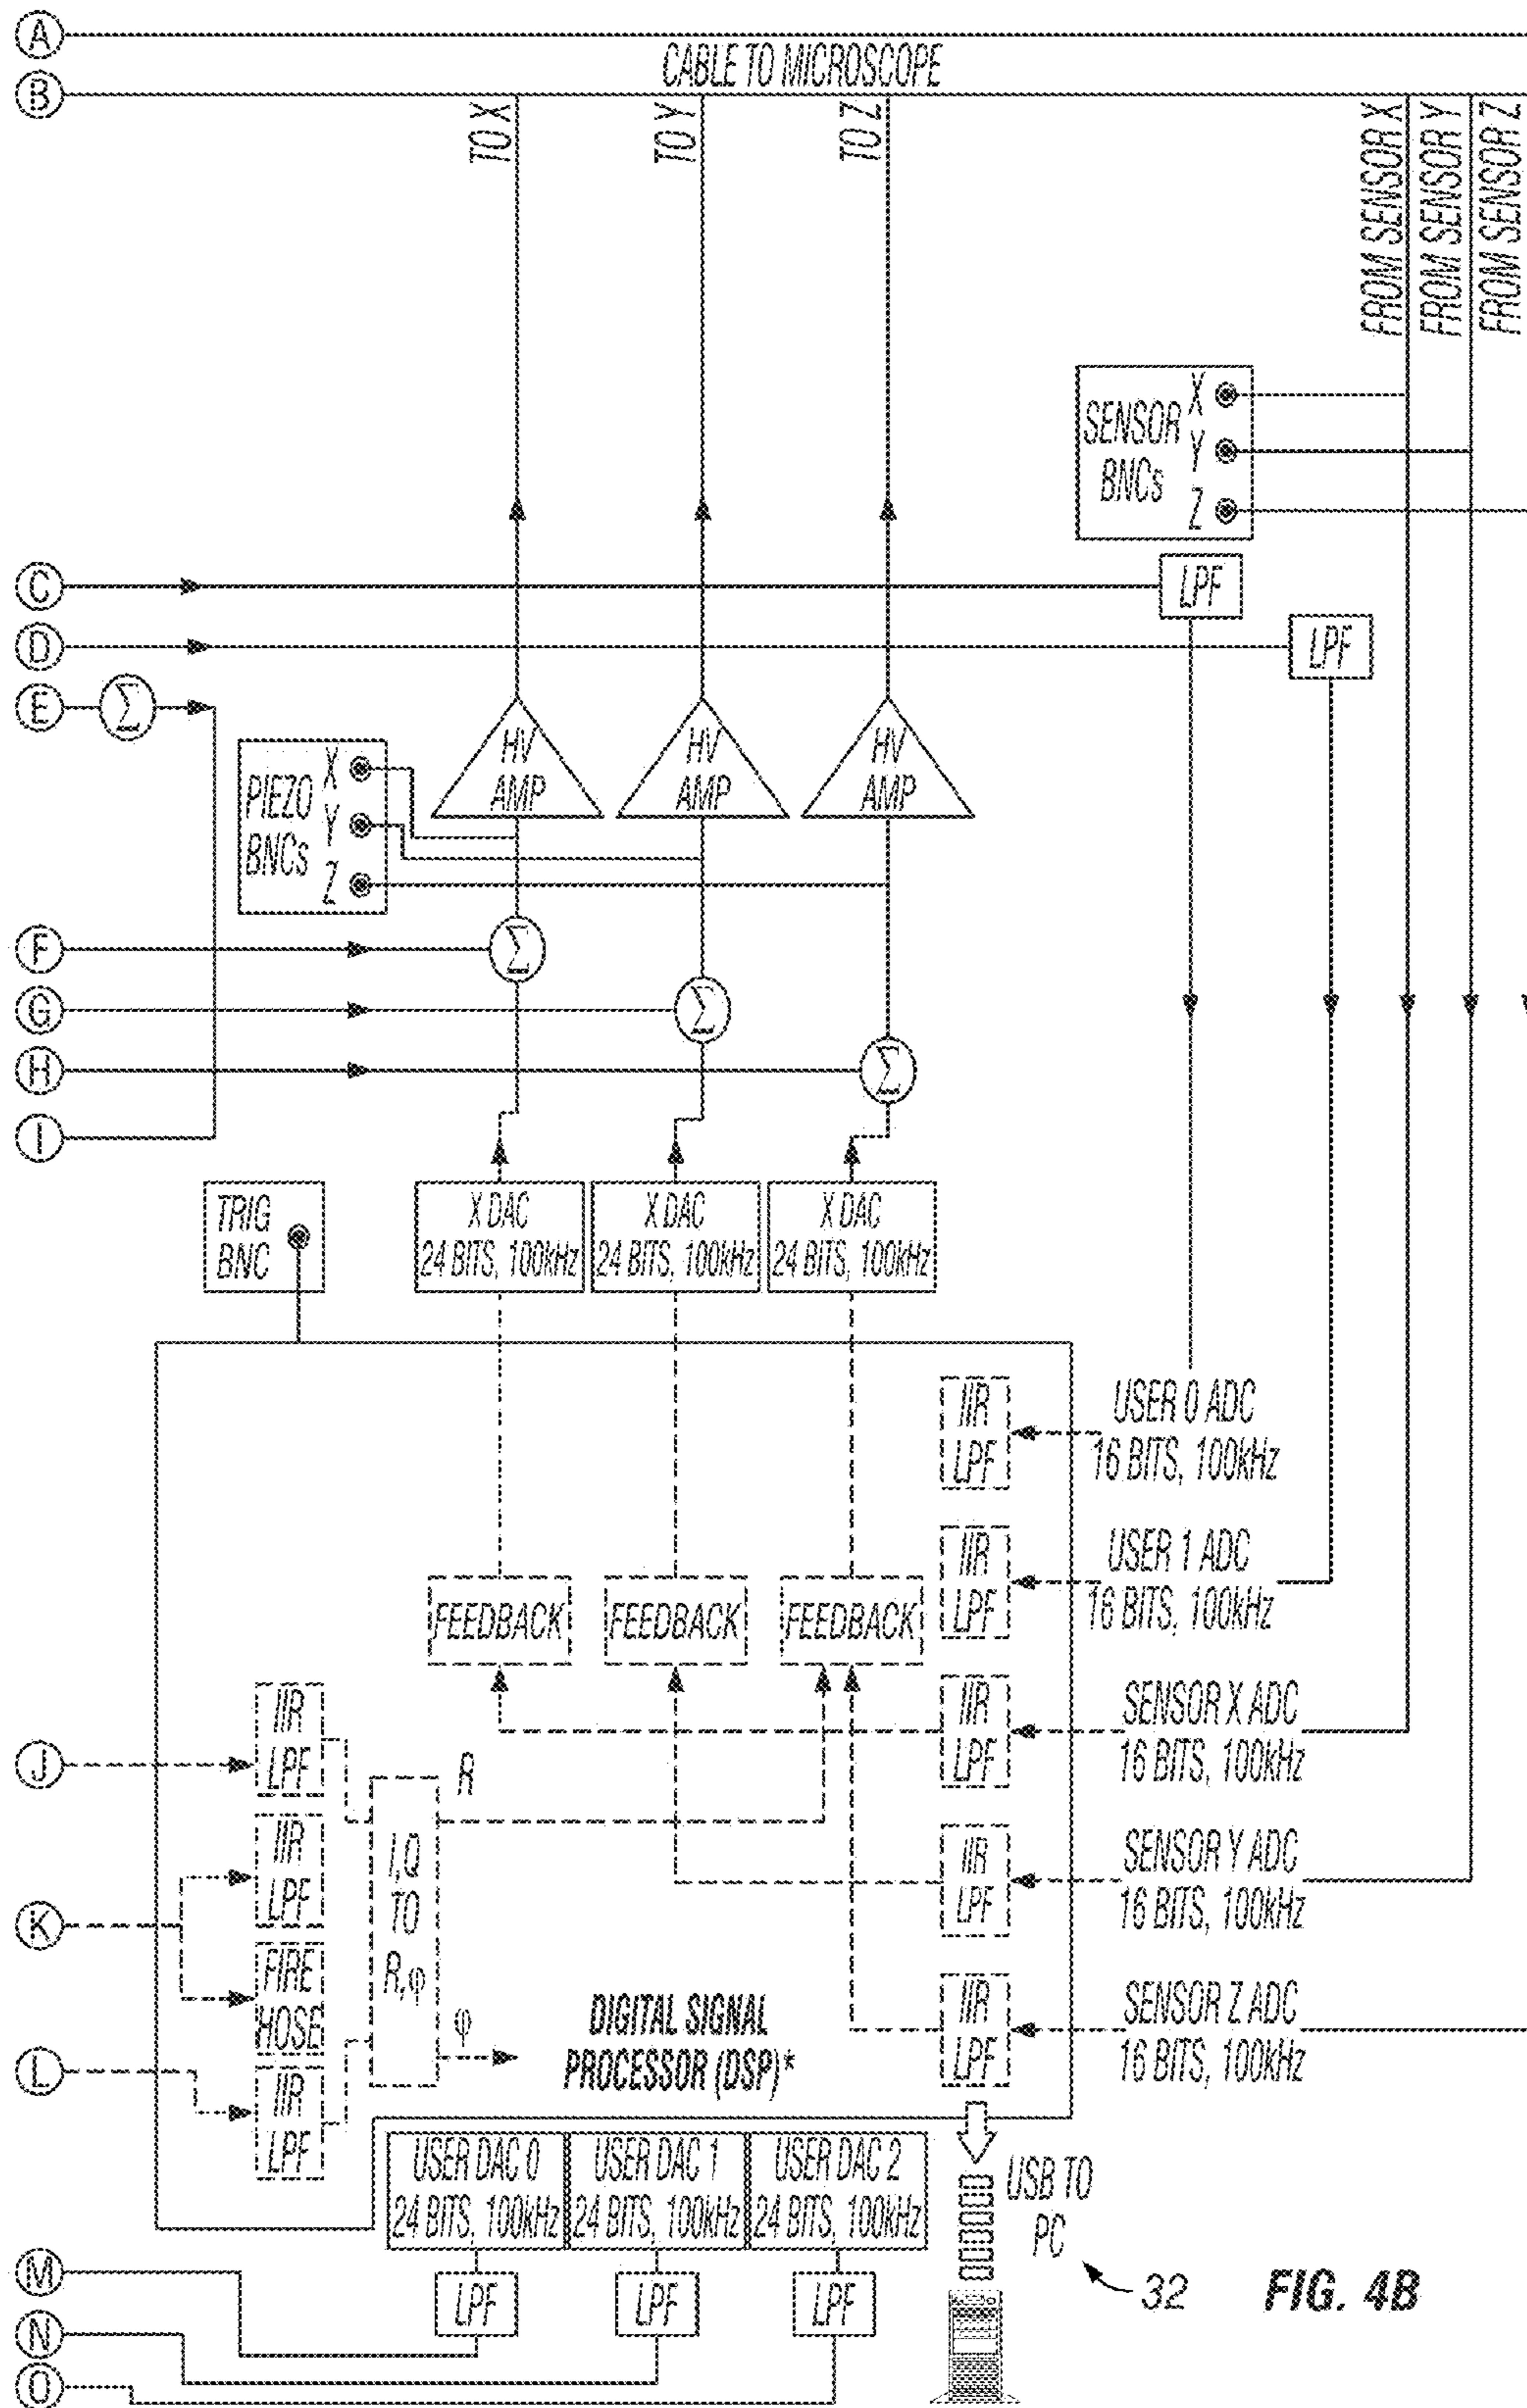 A
CABLE TO MICROSCOPE
B
TO X
TO Y
TO Z
FROM SENSOR X
FROM SENSOR Y
FROM SENSOR Z
SENSOR
BNCs
X
Y
Z
C
LPF
D
LPF
E
Σ
HV
AMP
HV
AMP
HV
AMP
PIEZO
BNCs
X
Y
Z
F
Σ
G
Σ
H
Σ
I
TRIG
BNC
X DAC
24 BITS, 100kHz
X DAC
24 BITS, 100kHz
X DAC
24 BITS, 100kHz
IIR
LPF
USER 0 ADC
16 BITS, 100kHz
IIR
LPF
USER 1 ADC
16 BITS, 100kHz
FEEDBACK
FEEDBACK
FEEDBACK
IIR
LPF
SENSOR X ADC
16 BITS, 100kHz
J
IIR
LPF
R
IIR
LPF
SENSOR Y ADC
16 BITS, 100kHz
K
IIR
LPF
FIRE
HOSE
I,Q
TO
R,φ
φ
DIGITAL SIGNAL
PROCESSOR (DSP)*
IIR
LPF
SENSOR Z ADC
16 BITS, 100kHz
L
IIR
LPF
USER DAC 0
24 BITS, 100kHz
USER DAC 1
24 BITS, 100kHz
USER DAC 2
24 BITS, 100kHz
USB TO
PC
M
LPF
LPF
LPF
32
FIG. 4B
N
O